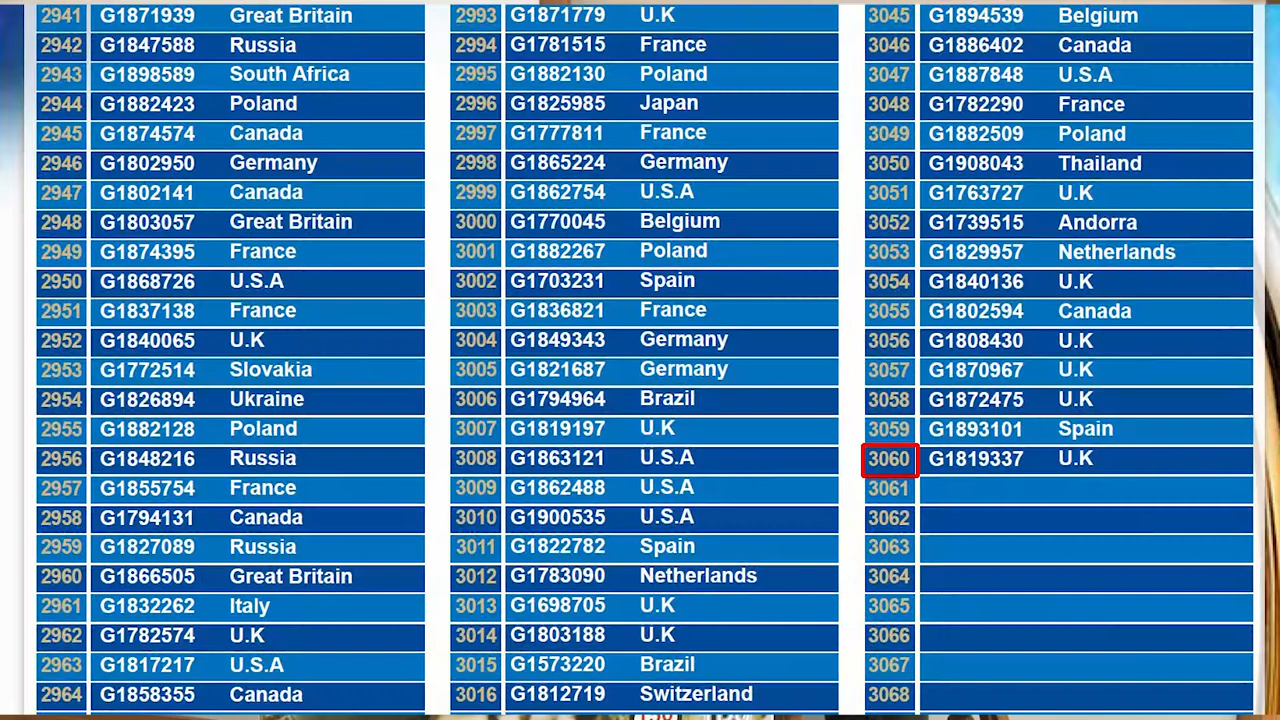 2941 G1871939 Great Britain
2942 G1847588 Russia
2943 G1898589 South Africa
2944 G1882423 Poland
2945 G1874574 Canada
2946 G1802950 Germany
2947 G1802141 Canada
2948 G1803057 Great Britain
2949 G1874395 France
2950 G1868726 U.S.A
2951 G1837138 France
2952 G1840065 U.K
2953 G1772514 Slovakia
2954 G1826894 Ukraine
2955 G1882128 Poland
2956 G1848216 Russia
2957 G1855754 France
2958 G1794131 Canada
2959 G1827089 Russia
2960 G1866505 Great Britain
2961 G1832262 Italy
2962 G1782574 U.K
2963 G1817217 U.S.A
2964 G1858355 Canada
2993 G1871779 U.K
2994 G1781515 France
2995 G1882130 Poland
2996 G1825985 Japan
2997 G1777811 France
2998 G1865224 Germany
2999 G1862754 U.S.A
3000 G1770045 Belgium
3001 G1882267 Poland
3002 G1703231 Spain
3003 G1836821 France
3004 G1849343 Germany
3005 G1821687 Germany
3006 G1794964 Brazil
3007 G1819197 U.K
3008 G1863121 U.S.A
3009 G1862488 U.S.A
3010 G1900535 U.S.A
3011 G1822782 Spain
3012 G1783090 Netherlands
3013 G1698705 U.K
3014 G1803188 U.K
3015 G1573220 Brazil
3016 G1812719 Switzerland
3045 G1894539 Belgium
3046 G1886402 Canada
3047 G1887848 U.S.A
3048 G1782290 France
3049 G1882509 Poland
3050 G1908043 Thailand
3051 G1763727 U.K
3052 G1739515 Andorra
3053 G1829957 Netherlands
3054 G1840136 U.K
3055 G1802594 Canada
3056 G1808430 U.K
3057 G1870967 U.K
3058 G1872475 U.K
3059 G1893101 Spain
3060 G1819337 U.K
3061
3062
3063
3064
3065
3066
3067
3068